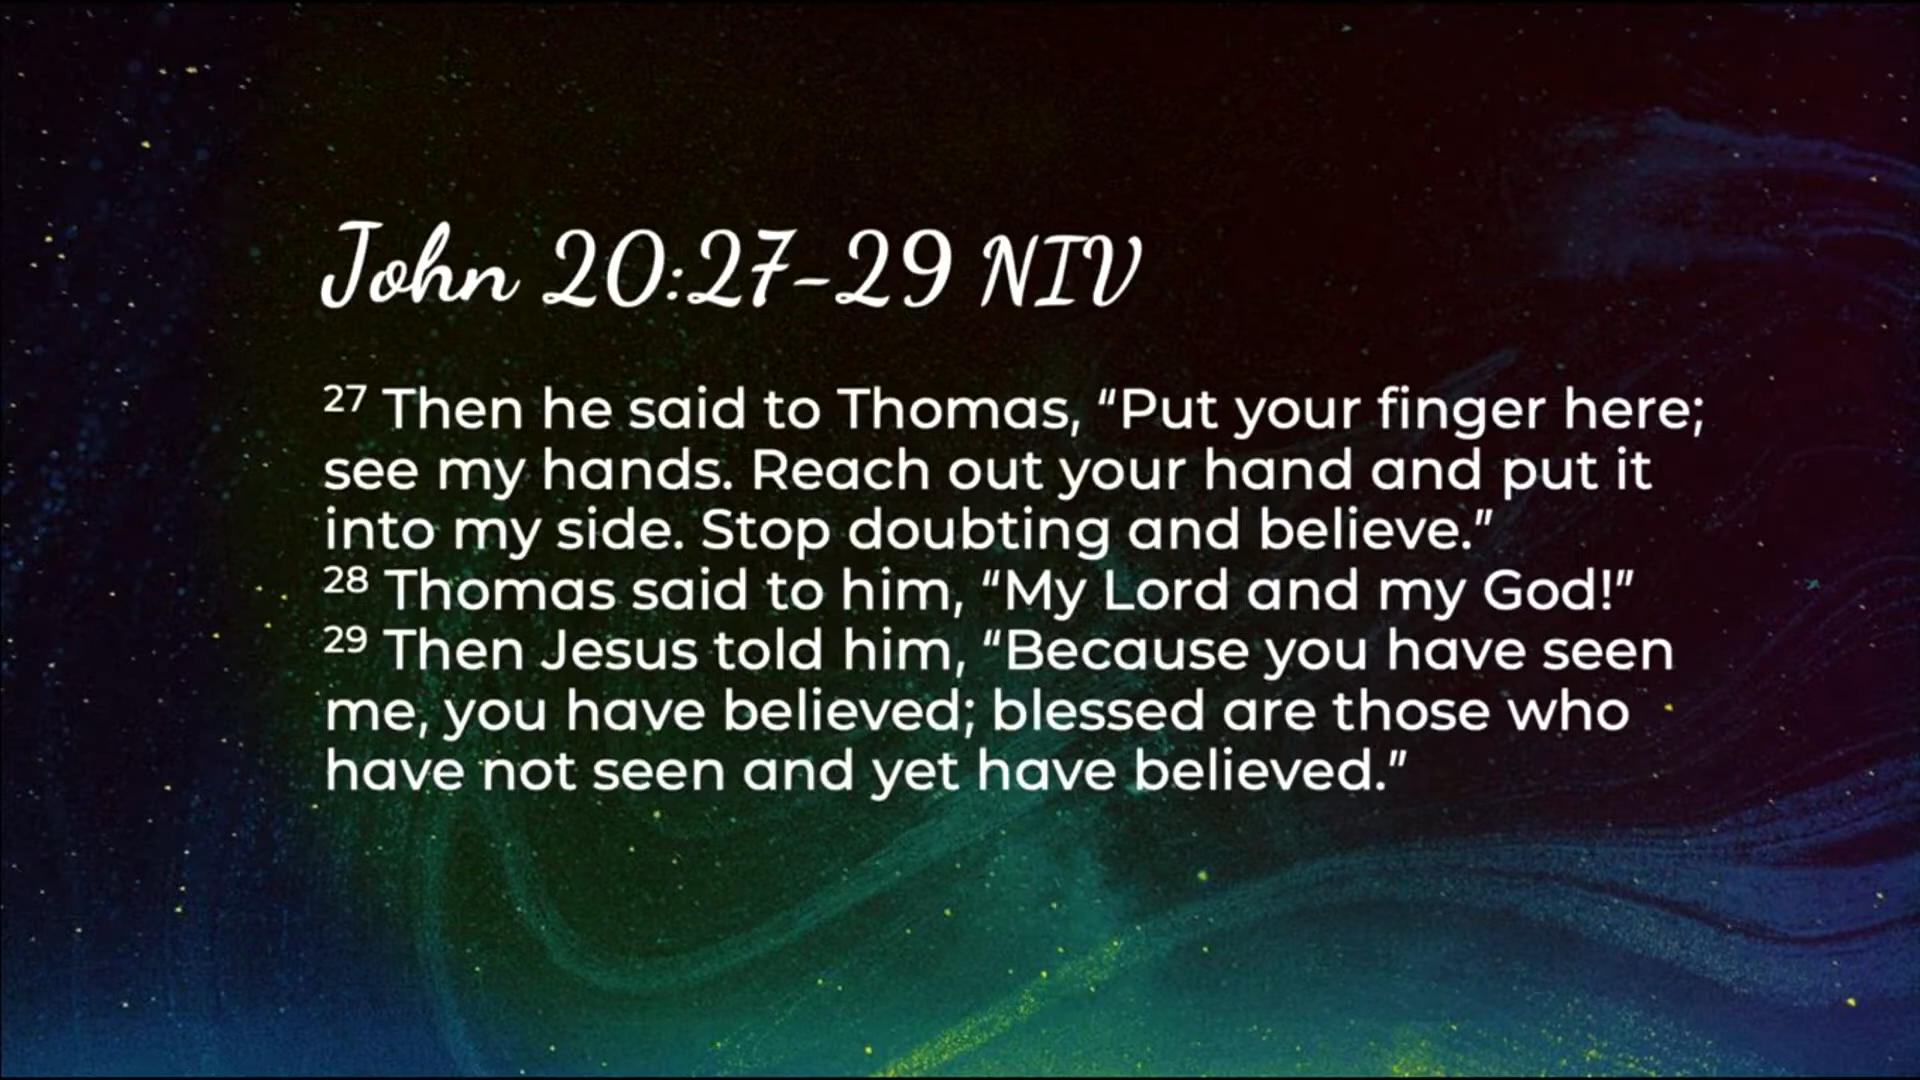 John 20:27-29 NIV
27 Then he said to Thomas, “Put your finger here;
see my hands. Reach out your hand and put it
into my side. Stop doubting and believe.”
28 Thomas said to him, “My Lord and my God!”
29 Then Jesus told him, “Because you have seen
me, you have believed; blessed are those who
have not seen and yet have believed.”